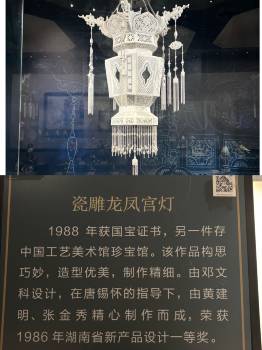 瓷雕龙凤宫灯
1988 年获国宝证书，另一件存
中国工艺美术馆珍宝馆。该作品构思
巧妙，造型优美，制作精细。由邓文
科设计，在唐锡怀的指导下，由黄建
明、张金秀精心制作而成，荣获
1986年湖南省新产品设计一等奖。